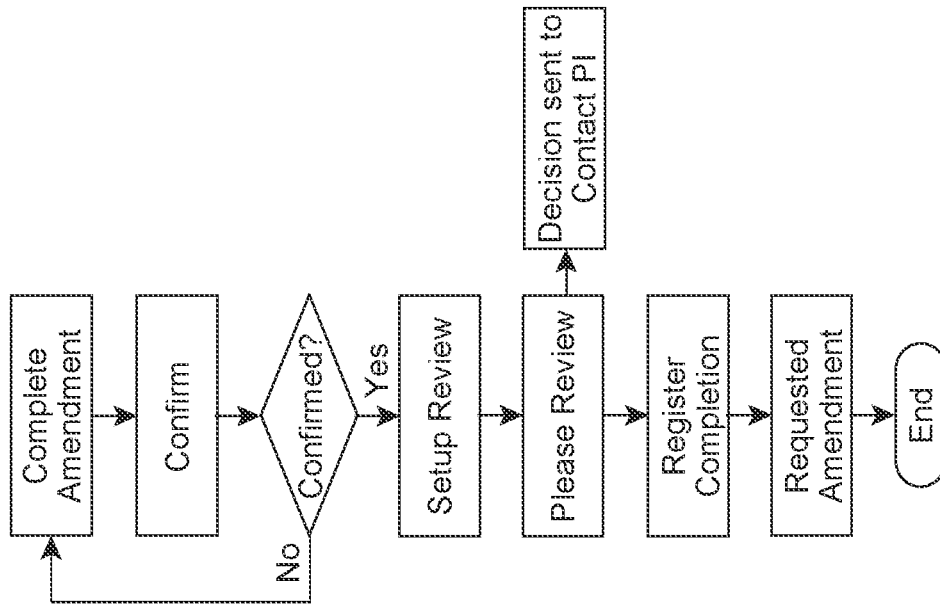 Complete
Amendment
Confirm
Confirmed?
No
Yes
Setup Review
Please Review
Decision sent to
Contact PI
Register
Completion
Requested
Amendment
End